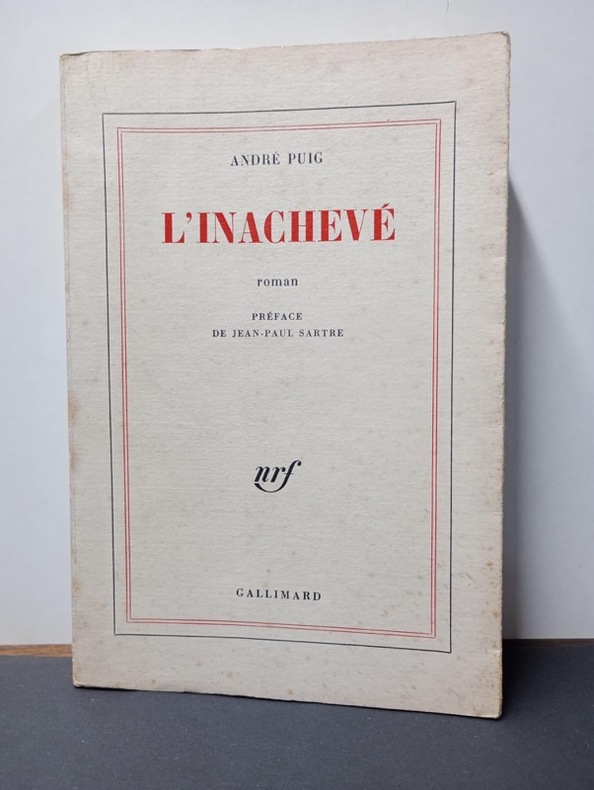 ANDRÉ PUIG
L'INACHEVÉ
roman
PRÉFACE
DE JEAN-PAUL SARTRE
nrf
GALLIMARD